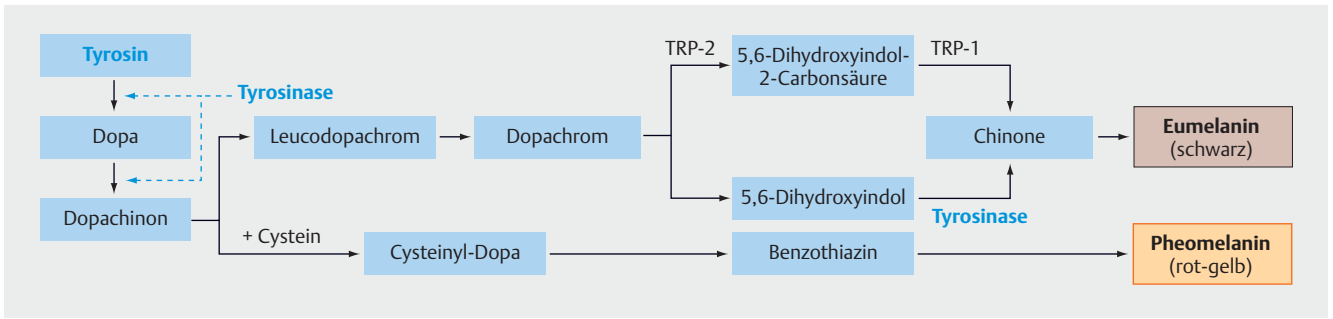 Tyrosin
Tyrosinase
Dopa
Dopachinon
Leucodopachrom
Dopachrom
TRP-2
5,6-Dihydroxyindol-
2-Carbonsäure
TRP-1
5,6-Dihydroxyindol
Tyrosinase
Chinone
Eumelanin
(schwarz)
+ Cystein
Cysteinyl-Dopa
Benzothiazin
Pheomelanin
(rot-gelb)